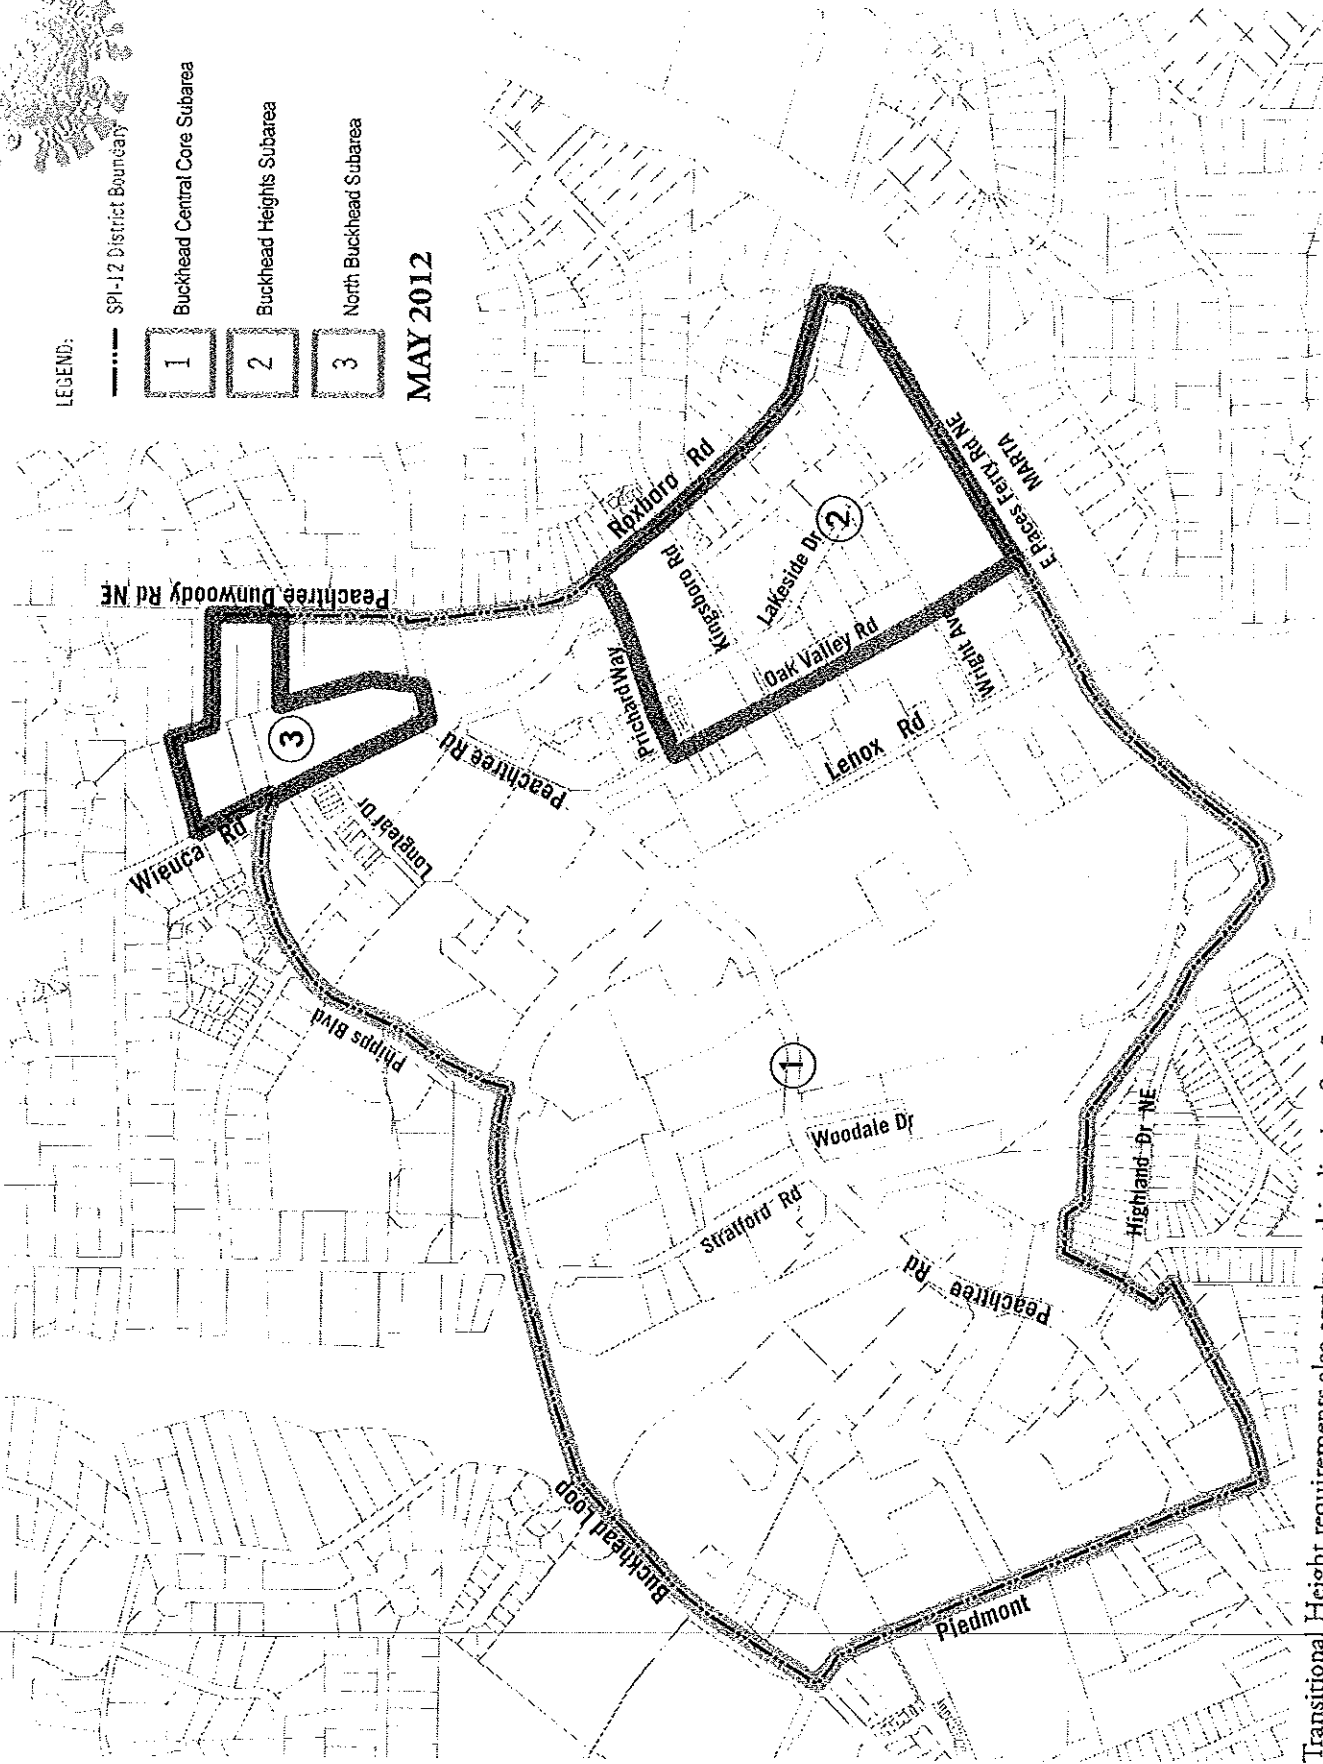 LEGEND:
SPI-12 District Boundary
1
Buckhead Central Core Subarea
2
Buckhead Heights Subarea
3
North Buckhead Subarea
MAY 2012
Peachtree Dunwoody Rd NE
Wieuca Rd
3
Longleaf Dr
Peachtree Rd
Phipps Blvd
Roxboro Rd
Prichard Way
Kingsboro Rd
Lakeside Dr
2
Oak Valley Rd
Wright Ave
Lenox Rd
E. Paces Ferry Rd NE
MARTA
1
Woodale Dr
Stratford Rd
Peachtree Rd
Highland Dr NE
Buckhead Loop
Piedmont
Transitional Height requirements also apply